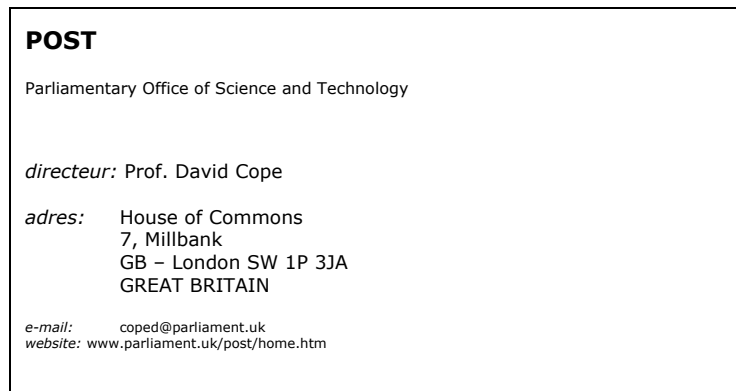 POST
Parliamentary Office of Science and Technology
directeur: Prof. David Cope
adres: House of Commons
7, Millbank
GB – London SW 1P 3JA
GREAT BRITAIN
e-mail: coped@parliament.uk
website: www.parliament.uk/post/home.htm